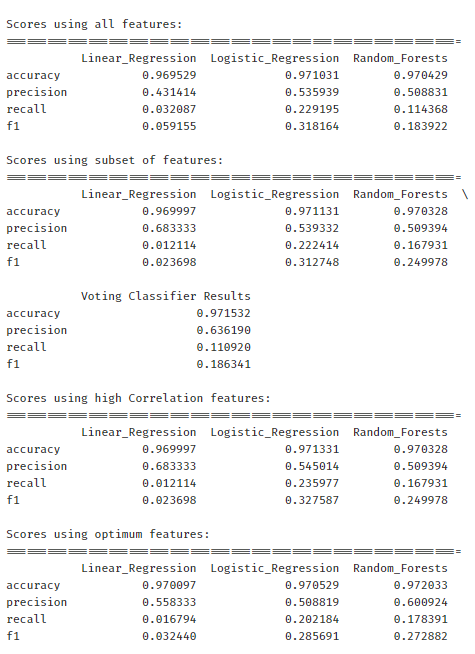 Scores using all features:
=============================================
Linear_Regression Logistic_Regression Random_Forests
accuracy 0.969529 0.971031 0.970429
precision 0.431414 0.535939 0.508831
recall 0.032087 0.229195 0.114368
f1 0.059155 0.318164 0.183922
Scores using subset of features:
=============================================
Linear_Regression Logistic_Regression Random_Forests \
accuracy 0.969997 0.971131 0.970328
precision 0.683333 0.539332 0.509394
recall 0.012114 0.222414 0.167931
f1 0.023698 0.312748 0.249978
Voting Classifier Results
accuracy 0.971532
precision 0.636190
recall 0.110920
f1 0.186341
Scores using high Correlation features:
=============================================
Linear_Regression Logistic_Regression Random_Forests
accuracy 0.969997 0.971331 0.970328
precision 0.683333 0.545014 0.509394
recall 0.012114 0.235977 0.167931
f1 0.023698 0.327587 0.249978
Scores using optimum features:
=============================================
Linear_Regression Logistic_Regression Random_Forests
accuracy 0.970097 0.970529 0.972033
precision 0.558333 0.508819 0.600924
recall 0.016794 0.202184 0.178391
f1 0.032440 0.285691 0.272882